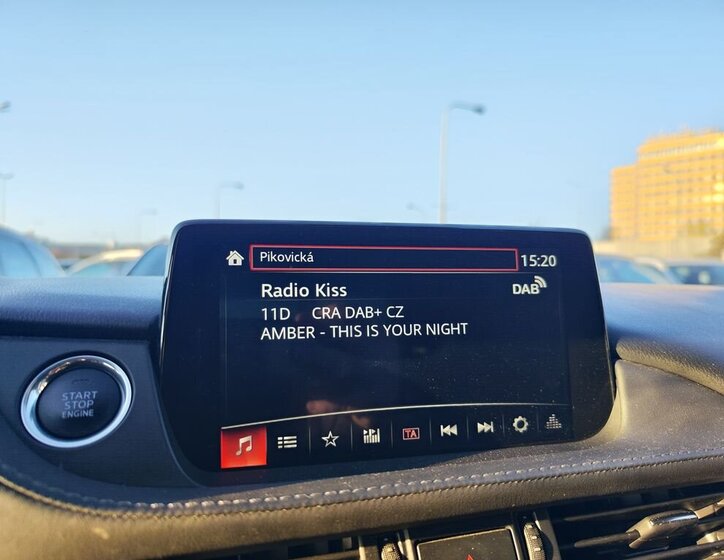 Pikovická
15:20
Radio Kiss
DAB
11D CRA DAB+ CZ
AMBER - THIS IS YOUR NIGHT
START
STOP
ENGINE
TA